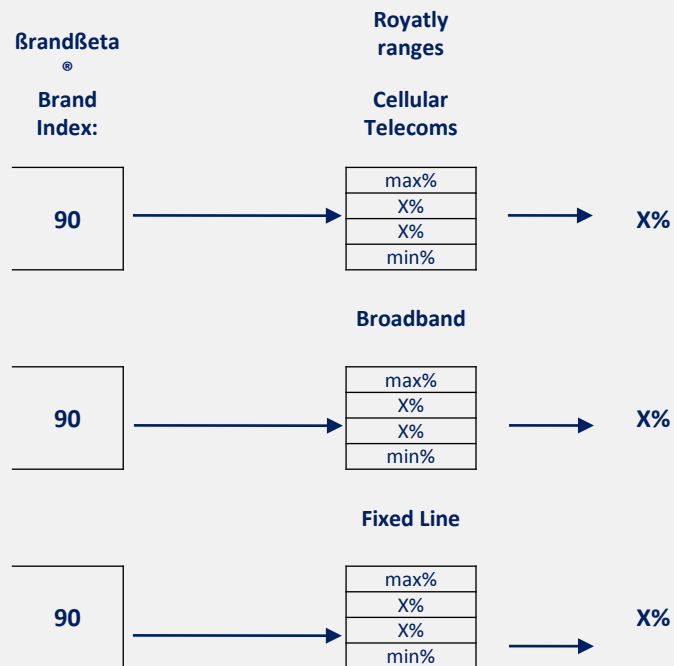 ßrandßeta
®
Brand
Index:
Royatly
ranges
Cellular
Telecoms
90
max%
X%
X%
min%
X%
Broadband
90
max%
X%
X%
min%
X%
Fixed Line
90
max%
X%
X%
min%
X%